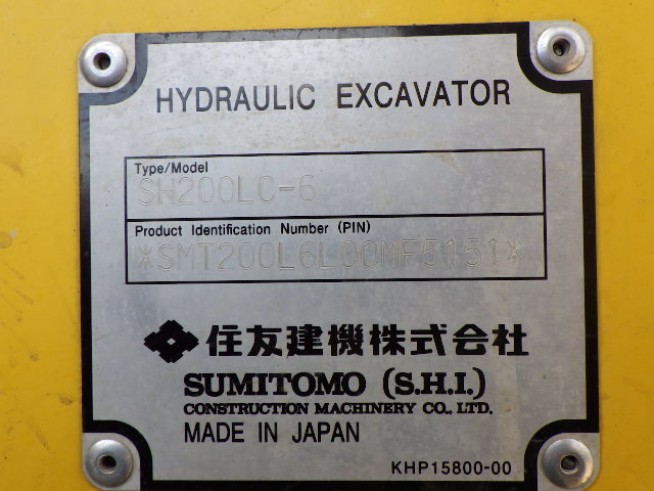 HYDRAULIC EXCAVATOR
Type/Model
SH200LC-6
Product Identification Number (PIN)
*SMT200L6L00MF5151*
住友建機株式会社
SUMITOMO (S.H.I.)
CONSTRUCTION MACHINERY CO., LTD.
MADE IN JAPAN
KHP15800-00